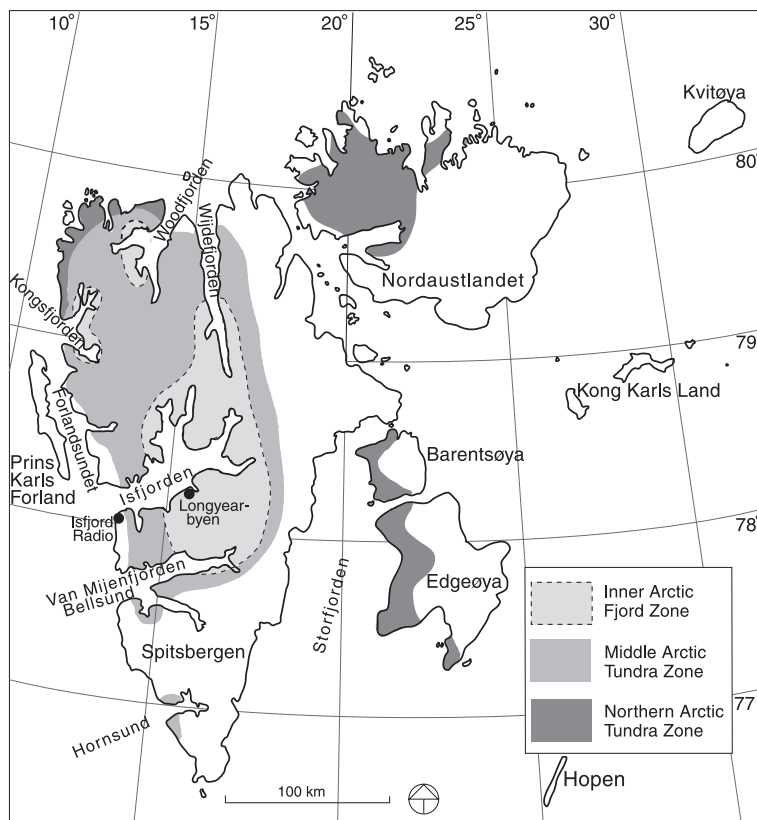 10°
15°
20°
25°
30°
Kvitøya
80°
Woodfjorden
Wijdefjorden
Nordaustlandet
Kongsfjorden
79°
Kong Karls Land
Forlandsundet
Prins
Karls
Forland
Isfjorden
Barentsøya
Longyear-
byen
Isfjord
Radio
78°
Van Mijenfjorden
Bellsund
Storfjorden
Edgeøya
Inner Arctic
Fjord Zone
Spitsbergen
Middle Arctic
Tundra Zone
77°
Hornsund
Northern Arctic
Tundra Zone
Hopen
100 km